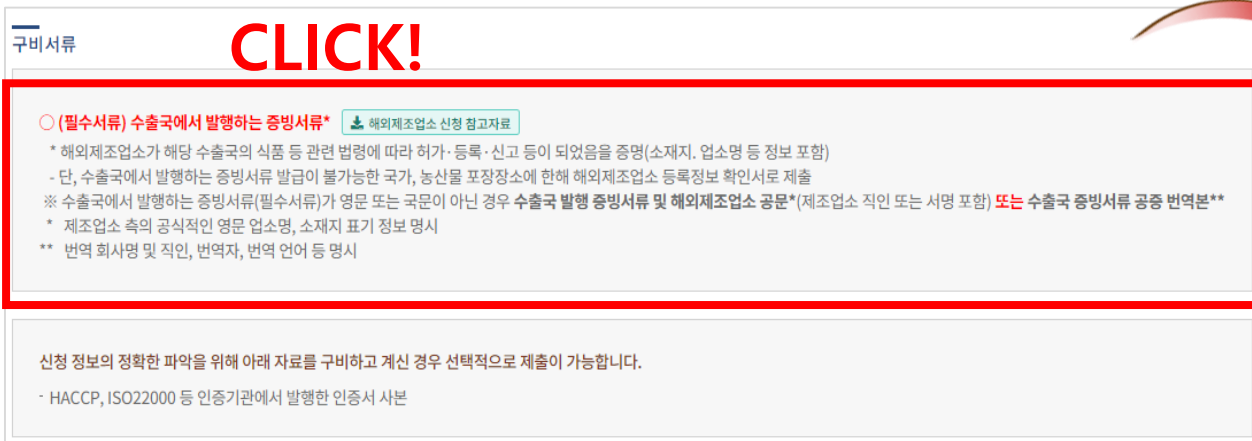 구비서류
CLICK!
○ (필수서류) 수출국에서 발행하는 증빙서류* 해외제조업소 신청 참고자료
* 해외제조업소가 해당 수출국의 식품 등 관련 법령에 따라 허가·등록·신고 등이 되었음을 증명(소재지. 업소명 등 정보 포함)
- 단, 수출국에서 발행하는 증빙서류 발급이 불가능한 국가, 농산물 포장장소에 한해 해외제조업소 등록정보 확인서로 제출
※ 수출국에서 발행하는 증빙서류(필수서류)가 영문 또는 국문이 아닌 경우 수출국 발행 증빙서류 및 해외제조업소 공문*(제조업소 직인 또는 서명 포함) 또는 수출국 증빙서류 공증 번역본**
* 제조업소 측의 공식적인 영문 업소명, 소재지 표기 정보 명시
** 번역 회사명 및 직인, 번역자, 번역 언어 등 명시
신청 정보의 정확한 파악을 위해 아래 자료를 구비하고 계신 경우 선택적으로 제출이 가능합니다.
- HACCP, ISO22000 등 인증기관에서 발행한 인증서 사본